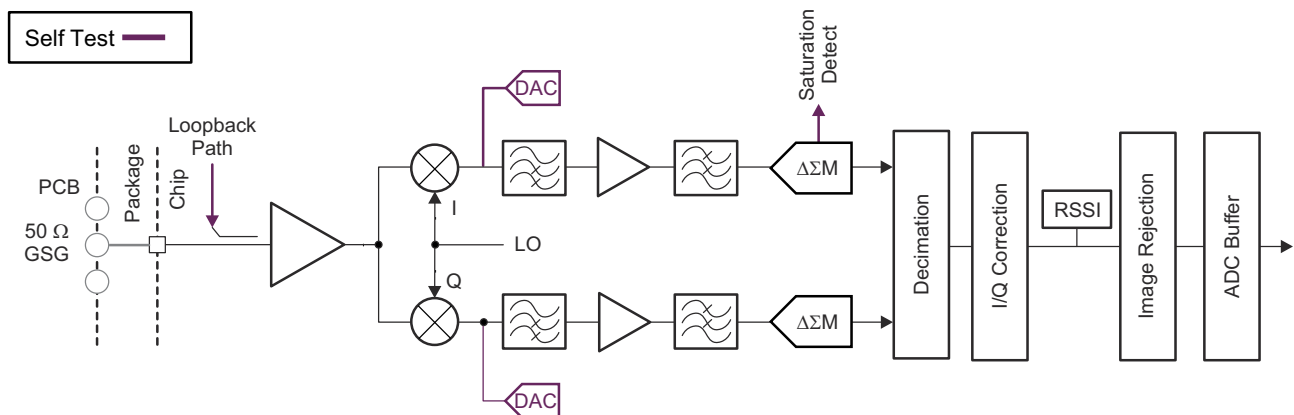 Self Test
DAC
Saturation
Detect
Loopback
Path
PCB
Package
Chip
50 Ω
GSG
I
LO
Q
ΔΣM
ΔΣM
DAC
Decimation
I/Q Correction
RSSI
Image Rejection
ADC Buffer